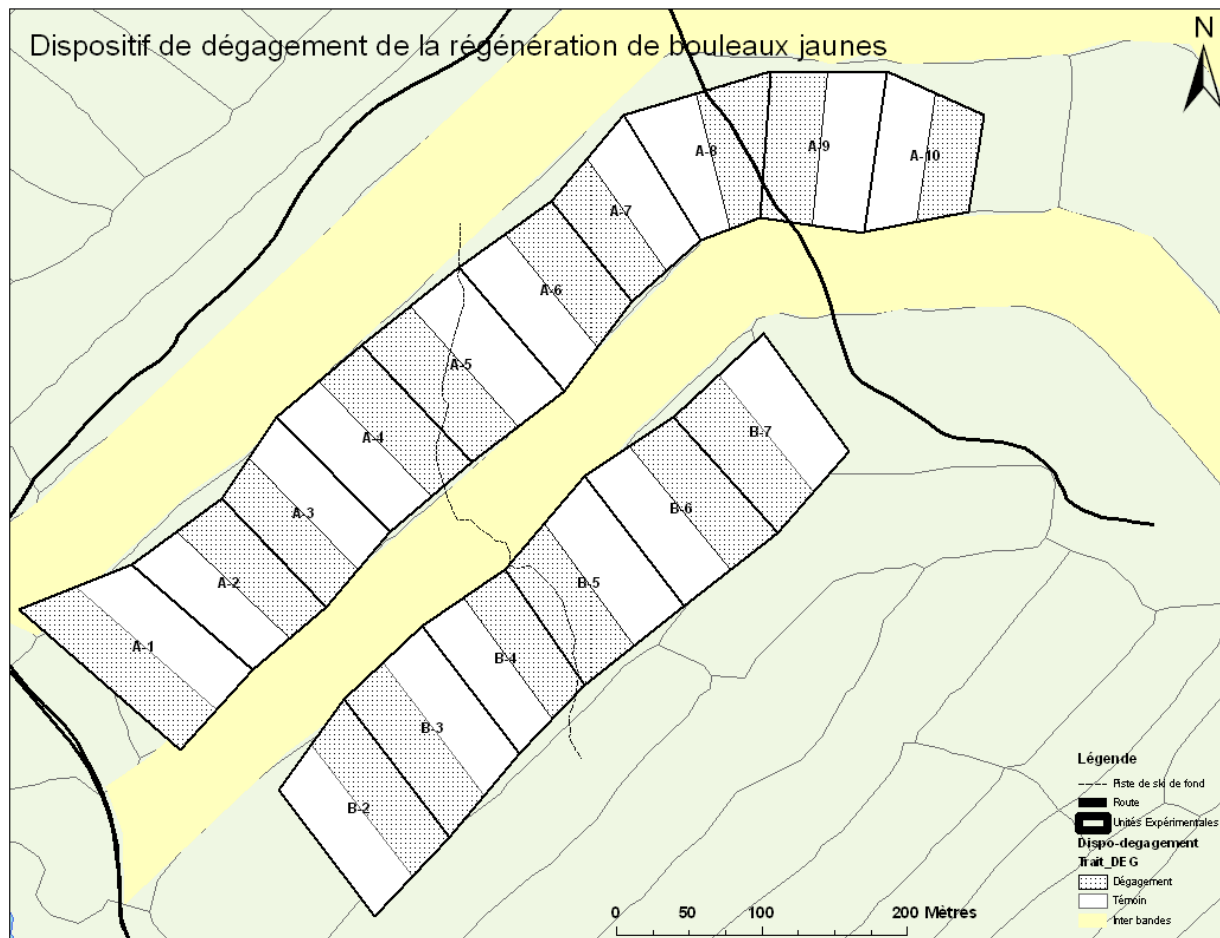 Dispositif de dégagement de la régénération de bouleaux jaunes
N
A-8
A-9
A-10
A-7
A-6
A-5
A-4
A-3
A-2
A-1
B-7
B-6
B-5
B-4
B-3
B-2
Légende
Piste de ski de fond
Route
Unités Expérimentales
Dispo-degagement
Trait_DEG
Dégagement
Témoin
Inter bandes
0 50 100 200 Mètres